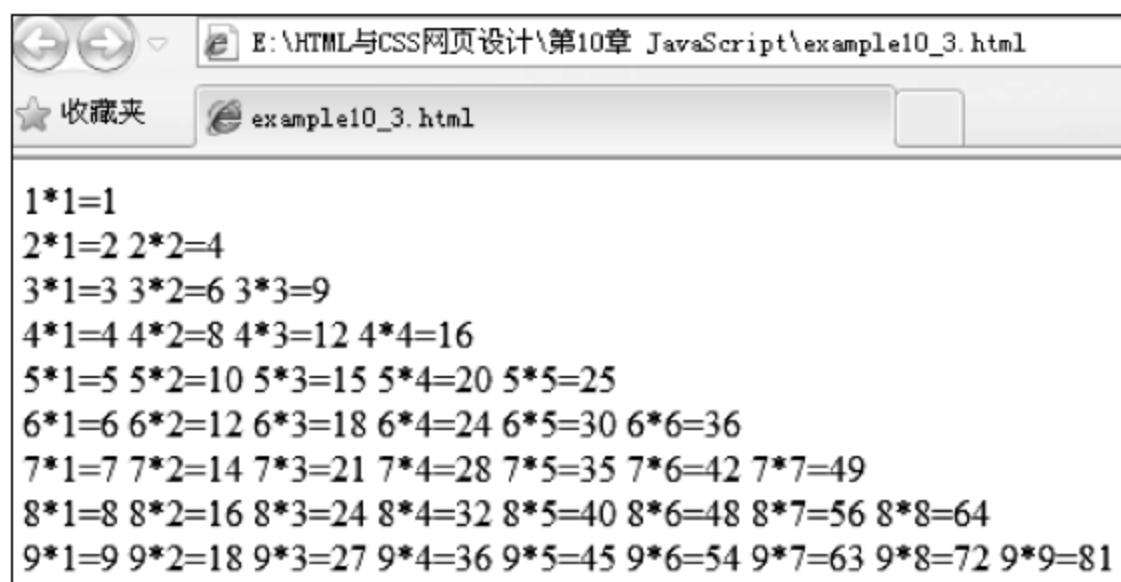 E:\HTML与CSS网页设计\第10章 JavaScript\example10_3.html
收藏夹 example10_3.html
1*1=1
2*1=2 2*2=4
3*1=3 3*2=6 3*3=9
4*1=4 4*2=8 4*3=12 4*4=16
5*1=5 5*2=10 5*3=15 5*4=20 5*5=25
6*1=6 6*2=12 6*3=18 6*4=24 6*5=30 6*6=36
7*1=7 7*2=14 7*3=21 7*4=28 7*5=35 7*6=42 7*7=49
8*1=8 8*2=16 8*3=24 8*4=32 8*5=40 8*6=48 8*7=56 8*8=64
9*1=9 9*2=18 9*3=27 9*4=36 9*5=45 9*6=54 9*7=63 9*8=72 9*9=81